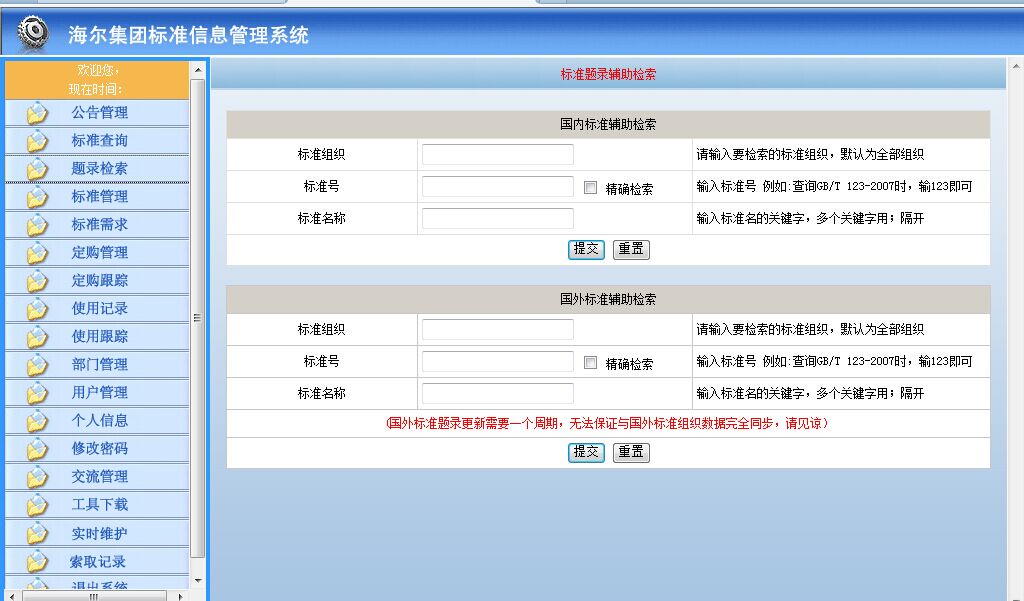 海尔集团标准信息管理系统
欢迎您，
现在时间：
公告管理
标准查询
题录检索
标准管理
标准需求
定购管理
定购跟踪
使用记录
使用跟踪
部门管理
用户管理
个人信息
修改密码
交流管理
工具下载
实时维护
索取记录
退出系统
标准题录辅助检索
国内标准辅助检索
标准组织 请输入要检索的标准组织，默认为全部组织
标准号 精确检索 输入标准号 例如:查询GB/T 123-2007时，输123即可
标准名称 输入标准名的关键字，多个关键字用；隔开
提交 重置
国外标准辅助检索
标准组织 请输入要检索的标准组织，默认为全部组织
标准号 精确检索 输入标准号 例如:查询GB/T 123-2007时，输123即可
标准名称 输入标准名的关键字，多个关键字用；隔开
(国外标准题录更新需要一个周期，无法保证与国外标准组织数据完全同步，请见谅）
提交 重置